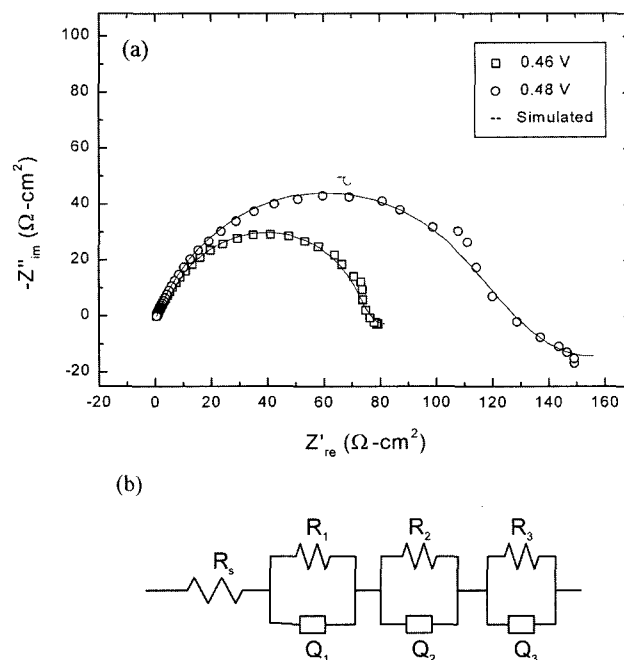 (a)
0.46 V
0.48 V
Simulated
100
80
60
40
20
0
-20
-Z''im (Ω-cm²)
-20 0 20 40 60 80 100 120 140 160
Z're (Ω-cm²)
(b)
Rs
R1 R2 R3
Q1 Q2 Q3